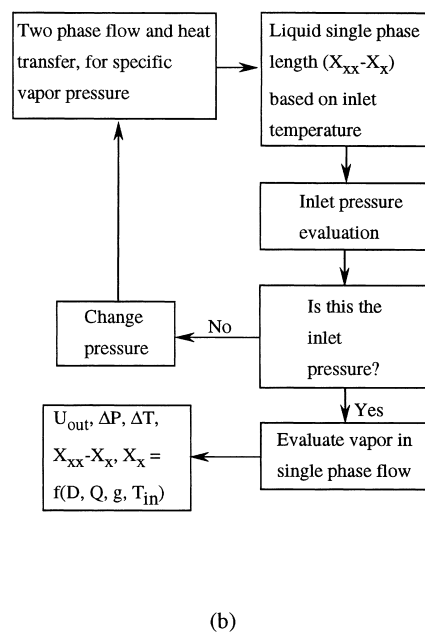 Two phase flow and heat
transfer, for specific
vapor pressure
Liquid single phase
length (Xxx-Xx)
based on inlet
temperature
Inlet pressure
evaluation
Is this the
inlet
pressure?
No
Change
pressure
Yes
Evaluate vapor in
single phase flow
Uout, ΔP, ΔT,
Xxx-Xx, Xx =
f(D, Q, g, Tin)
(b)